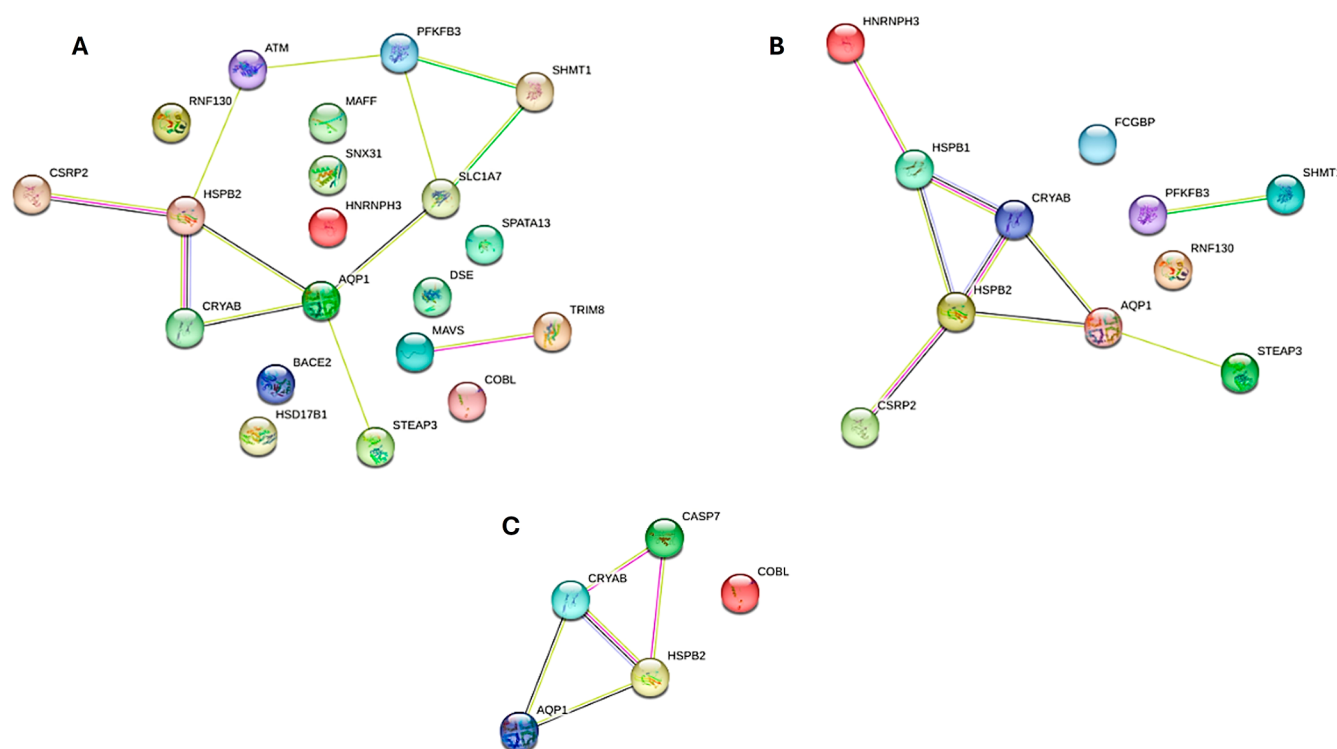 A
ATM
PFKFB3
SHMT1
RNF130
MAFF
SNX31
CSRP2
HSPB2
SLC1A7
HNRNPH3
SPATA13
AQP1
DSE
CRYAB
MAVS
TRIM8
BACE2
COBL
HSD17B1
STEAP3
B
HNRNPH3
FCGBP
HSPB1
CRYAB
PFKFB3
RNF130
HSPB2
AQP1
STEAP3
CSRP2
C
CASP7
CRYAB
COBL
HSPB2
AQP1